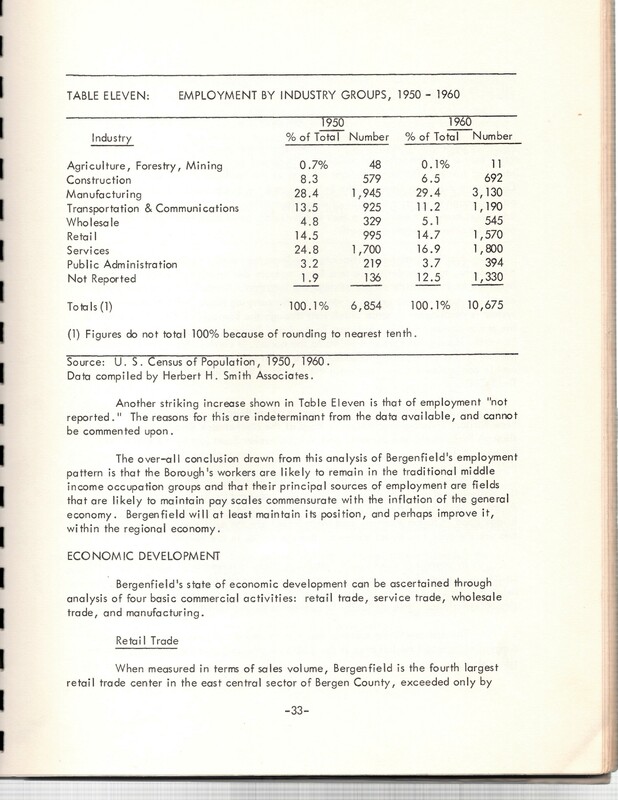 TABLE ELEVEN: EMPLOYMENT BY INDUSTRY GROUPS, 1950 - 1960
1950 1960
Industry % of Total Number % of Total Number
Agriculture, Forestry, Mining 0.7% 48 0.1% 11
Construction 8.3 579 6.5 692
Manufacturing 28.4 1,945 29.4 3,130
Transportation & Communications 13.5 925 11.2 1,190
Wholesale 4.8 329 5.1 545
Retail 14.5 995 14.7 1,570
Services 24.8 1,700 16.9 1,800
Public Administration 3.2 219 3.7 394
Not Reported 1.9 136 12.5 1,330
Totals(1) 100.1% 6,854 100.1% 10,675
(1) Figures do not total 100% because of rounding to nearest tenth.
Source: U. S. Census of Population, 1950, 1960.
Data compiled by Herbert H. Smith Associates.
Another striking increase shown in Table Eleven is that of employment "not
reported." The reasons for this are indeterminant from the data available, and cannot
be commented upon.
The over-all conclusion drawn from this analysis of Bergenfield's employment
pattern is that the Borough's workers are likely to remain in the traditional middle
income occupation groups and that their principal sources of employment are fields
that are likely to maintain pay scales commensurate with the inflation of the general
economy. Bergenfield will at least maintain its position, and perhaps improve it,
within the regional economy.
ECONOMIC DEVELOPMENT
Bergenfield's state of economic development can be ascertained through
analysis of four basic commercial activities: retail trade, service trade, wholesale
trade, and manufacturing.
Retail Trade
When measured in terms of sales volume, Bergenfield is the fourth largest
retail trade center in the east central sector of Bergen County, exceeded only by
-33-